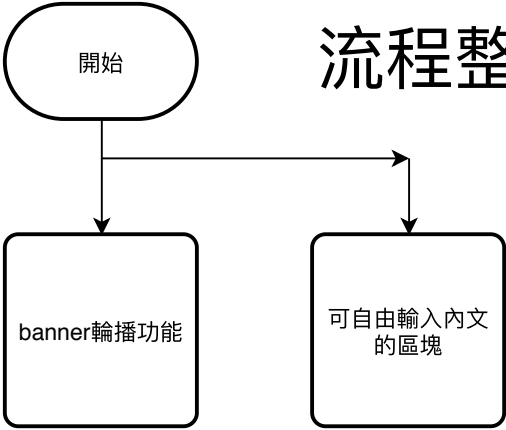 開始
流程整
banner輪播功能
可自由輸入內文
的區塊